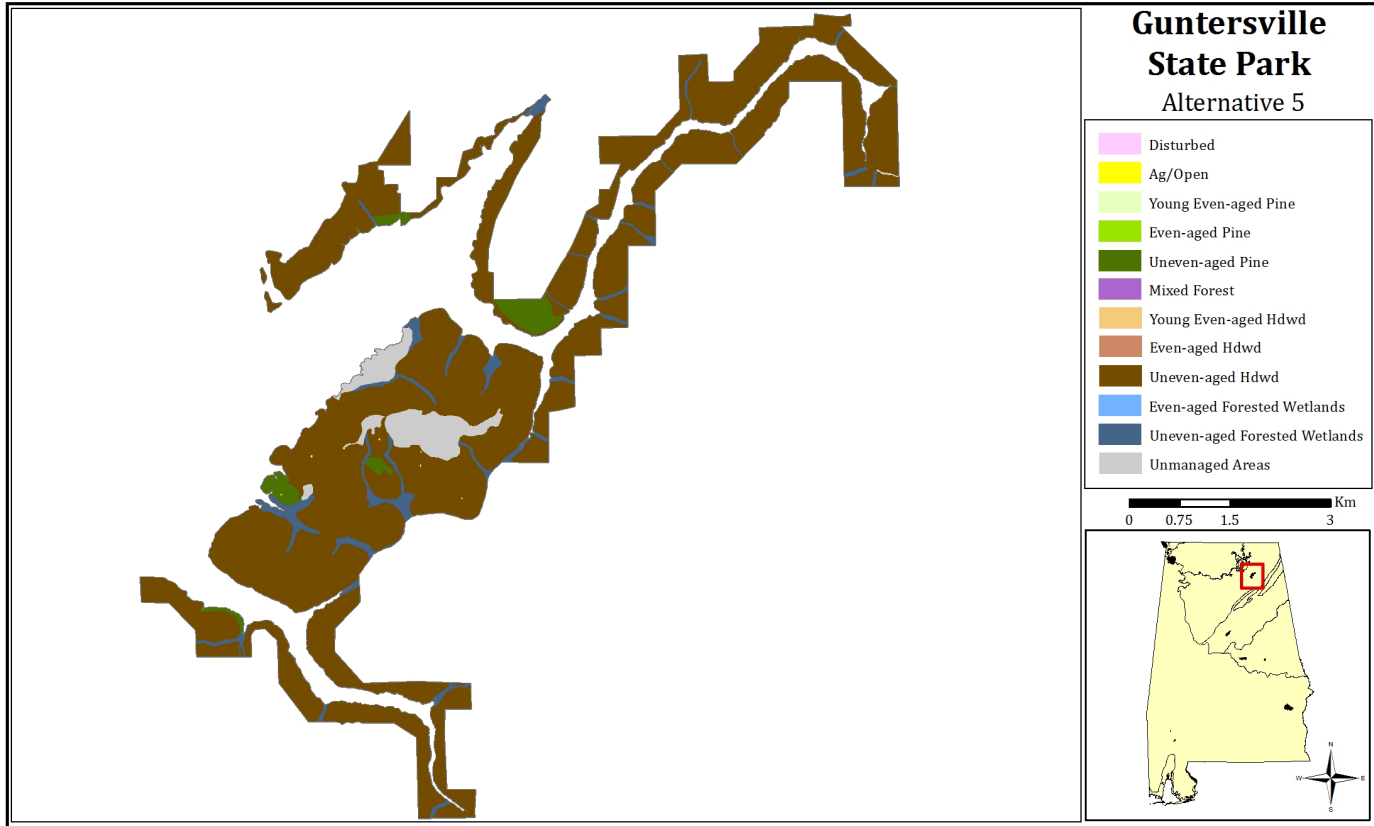 Guntersville
State Park
Alternative 5
Disturbed
Ag/Open
Young Even-aged Pine
Even-aged Pine
Uneven-aged Pine
Mixed Forest
Young Even-aged Hdwd
Even-aged Hdwd
Uneven-aged Hdwd
Even-aged Forested Wetlands
Uneven-aged Forested Wetlands
Unmanaged Areas
Km
0 0.75 1.5 3
N
W E
S